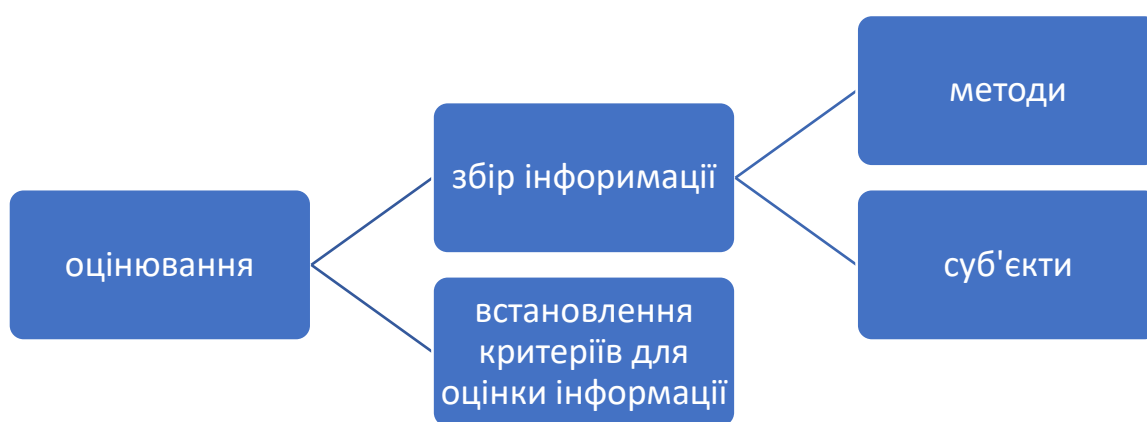 оцінювання
збір інфоримації
встановлення
критеріїв для
оцінки інформації
методи
суб'єкти